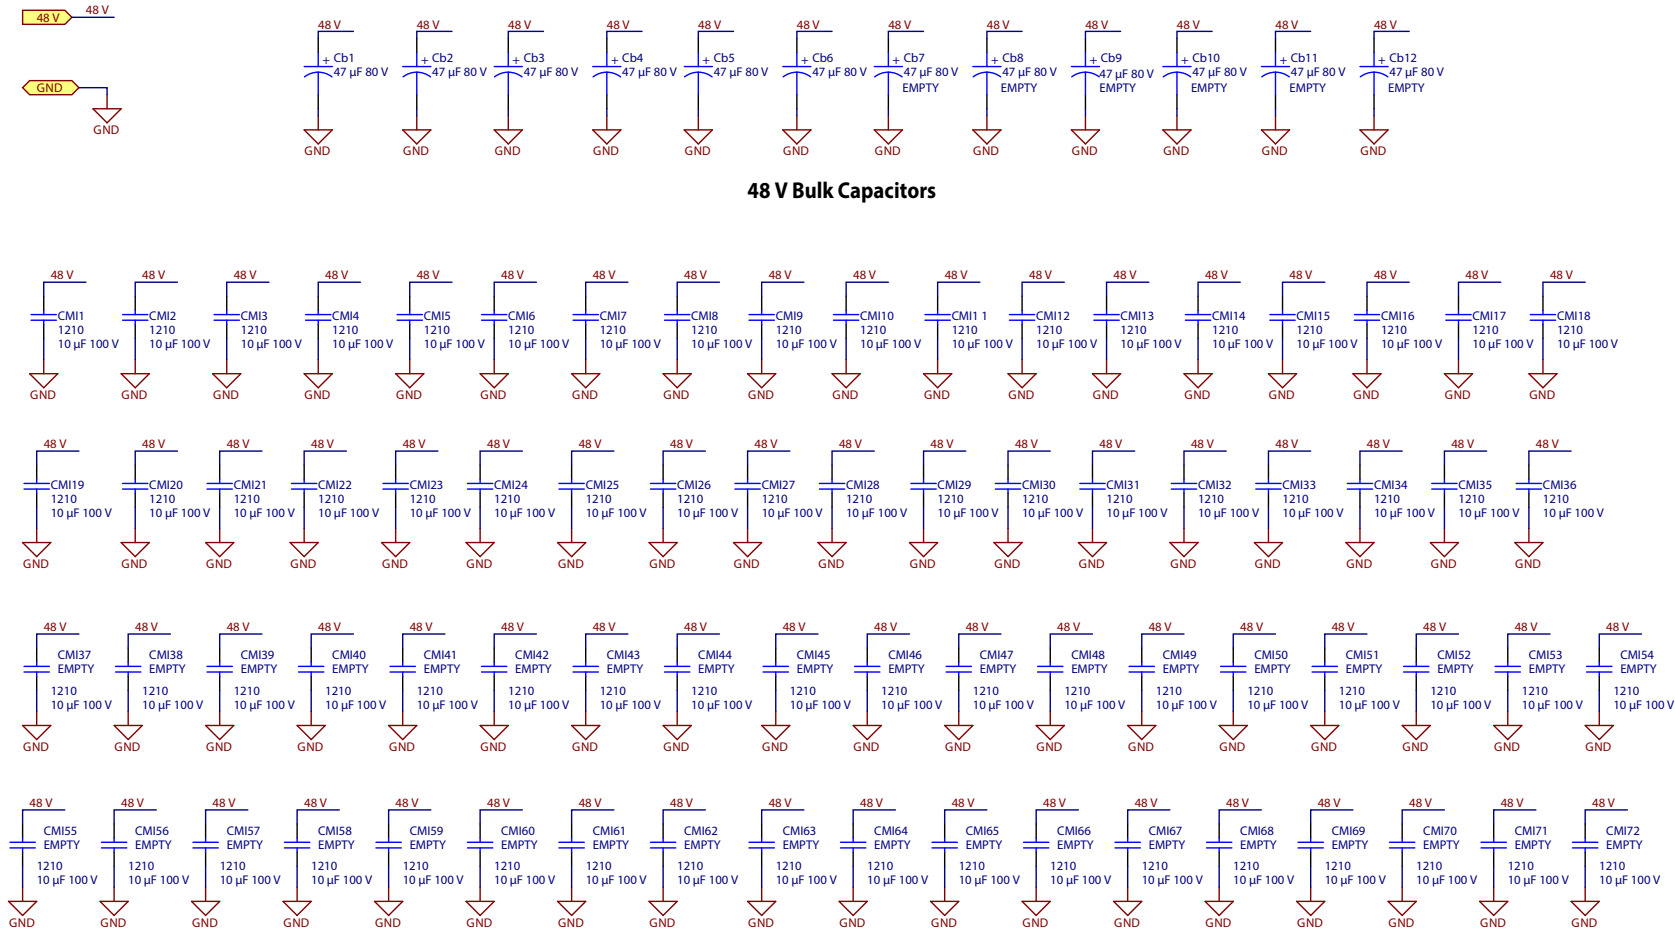 48 V 48 V
GND
GND
48 V 48 V 48 V 48 V 48 V 48 V 48 V 48 V 48 V 48 V 48 V 48 V
+ Cb1 + Cb2 + Cb3 + Cb4 + Cb5 + Cb6 + Cb7 + Cb8 + Cb9 + Cb10 + Cb11 + Cb12
47 µF 80 V 47 µF 80 V 47 µF 80 V 47 µF 80 V 47 µF 80 V 47 µF 80 V 47 µF 80 V 47 µF 80 V 47 µF 80 V 47 µF 80 V 47 µF 80 V 47 µF 80 V
EMPTY EMPTY EMPTY EMPTY EMPTY EMPTY
GND GND GND GND GND GND GND GND GND GND GND GND
48 V Bulk Capacitors
48 V 48 V 48 V 48 V 48 V 48 V 48 V 48 V 48 V 48 V 48 V 48 V 48 V 48 V 48 V 48 V 48 V 48 V
CMI1 CMI2 CMI3 CMI4 CMI5 CMI6 CMI7 CMI8 CMI9 CMI10 CMI1 1 CMI12 CMI13 CMI14 CMI15 CMI16 CMI17 CMI18
1210 1210 1210 1210 1210 1210 1210 1210 1210 1210 1210 1210 1210 1210 1210 1210 1210 1210
10 µF 100 V 10 µF 100 V 10 µF 100 V 10 µF 100 V 10 µF 100 V 10 µF 100 V 10 µF 100 V 10 µF 100 V 10 µF 100 V 10 µF 100 V 10 µF 100 V 10 µF 100 V 10 µF 100 V 10 µF 100 V 10 µF 100 V 10 µF 100 V 10 µF 100 V 10 µF 100 V
GND GND GND GND GND GND GND GND GND GND GND GND GND GND GND GND GND GND
48 V 48 V 48 V 48 V 48 V 48 V 48 V 48 V 48 V 48 V 48 V 48 V 48 V 48 V 48 V 48 V 48 V 48 V
CMI19 CMI20 CMI21 CMI22 CMI23 CMI24 CMI25 CMI26 CMI27 CMI28 CMI29 CMI30 CMI31 CMI32 CMI33 CMI34 CMI35 CMI36
1210 1210 1210 1210 1210 1210 1210 1210 1210 1210 1210 1210 1210 1210 1210 1210 1210 1210
10 µF 100 V 10 µF 100 V 10 µF 100 V 10 µF 100 V 10 µF 100 V 10 µF 100 V 10 µF 100 V 10 µF 100 V 10 µF 100 V 10 µF 100 V 10 µF 100 V 10 µF 100 V 10 µF 100 V 10 µF 100 V 10 µF 100 V 10 µF 100 V 10 µF 100 V 10 µF 100 V
GND GND GND GND GND GND GND GND GND GND GND GND GND GND GND GND GND GND
48 V 48 V 48 V 48 V 48 V 48 V 48 V 48 V 48 V 48 V 48 V 48 V 48 V 48 V 48 V 48 V 48 V 48 V
CMI37 CMI38 CMI39 CMI40 CMI41 CMI42 CMI43 CMI44 CMI45 CMI46 CMI47 CMI48 CMI49 CMI50 CMI51 CMI52 CMI53 CMI54
EMPTY EMPTY EMPTY EMPTY EMPTY EMPTY EMPTY EMPTY EMPTY EMPTY EMPTY EMPTY EMPTY EMPTY EMPTY EMPTY EMPTY EMPTY
1210 1210 1210 1210 1210 1210 1210 1210 1210 1210 1210 1210 1210 1210 1210 1210 1210 1210
10 µF 100 V 10 µF 100 V 10 µF 100 V 10 µF 100 V 10 µF 100 V 10 µF 100 V 10 µF 100 V 10 µF 100 V 10 µF 100 V 10 µF 100 V 10 µF 100 V 10 µF 100 V 10 µF 100 V 10 µF 100 V 10 µF 100 V 10 µF 100 V 10 µF 100 V 10 µF 100 V
GND GND GND GND GND GND GND GND GND GND GND GND GND GND GND GND GND GND
48 V 48 V 48 V 48 V 48 V 48 V 48 V 48 V 48 V 48 V 48 V 48 V 48 V 48 V 48 V 48 V 48 V 48 V
CMI55 CMI56 CMI57 CMI58 CMI59 CMI60 CMI61 CMI62 CMI63 CMI64 CMI65 CMI66 CMI67 CMI68 CMI69 CMI70 CMI71 CMI72
EMPTY EMPTY EMPTY EMPTY EMPTY EMPTY EMPTY EMPTY EMPTY EMPTY EMPTY EMPTY EMPTY EMPTY EMPTY EMPTY EMPTY EMPTY
1210 1210 1210 1210 1210 1210 1210 1210 1210 1210 1210 1210 1210 1210 1210 1210 1210 1210
10 µF 100 V 10 µF 100 V 10 µF 100 V 10 µF 100 V 10 µF 100 V 10 µF 100 V 10 µF 100 V 10 µF 100 V 10 µF 100 V 10 µF 100 V 10 µF 100 V 10 µF 100 V 10 µF 100 V 10 µF 100 V 10 µF 100 V 10 µF 100 V 10 µF 100 V 10 µF 100 V
GND GND GND GND GND GND GND GND GND GND GND GND GND GND GND GND GND GND